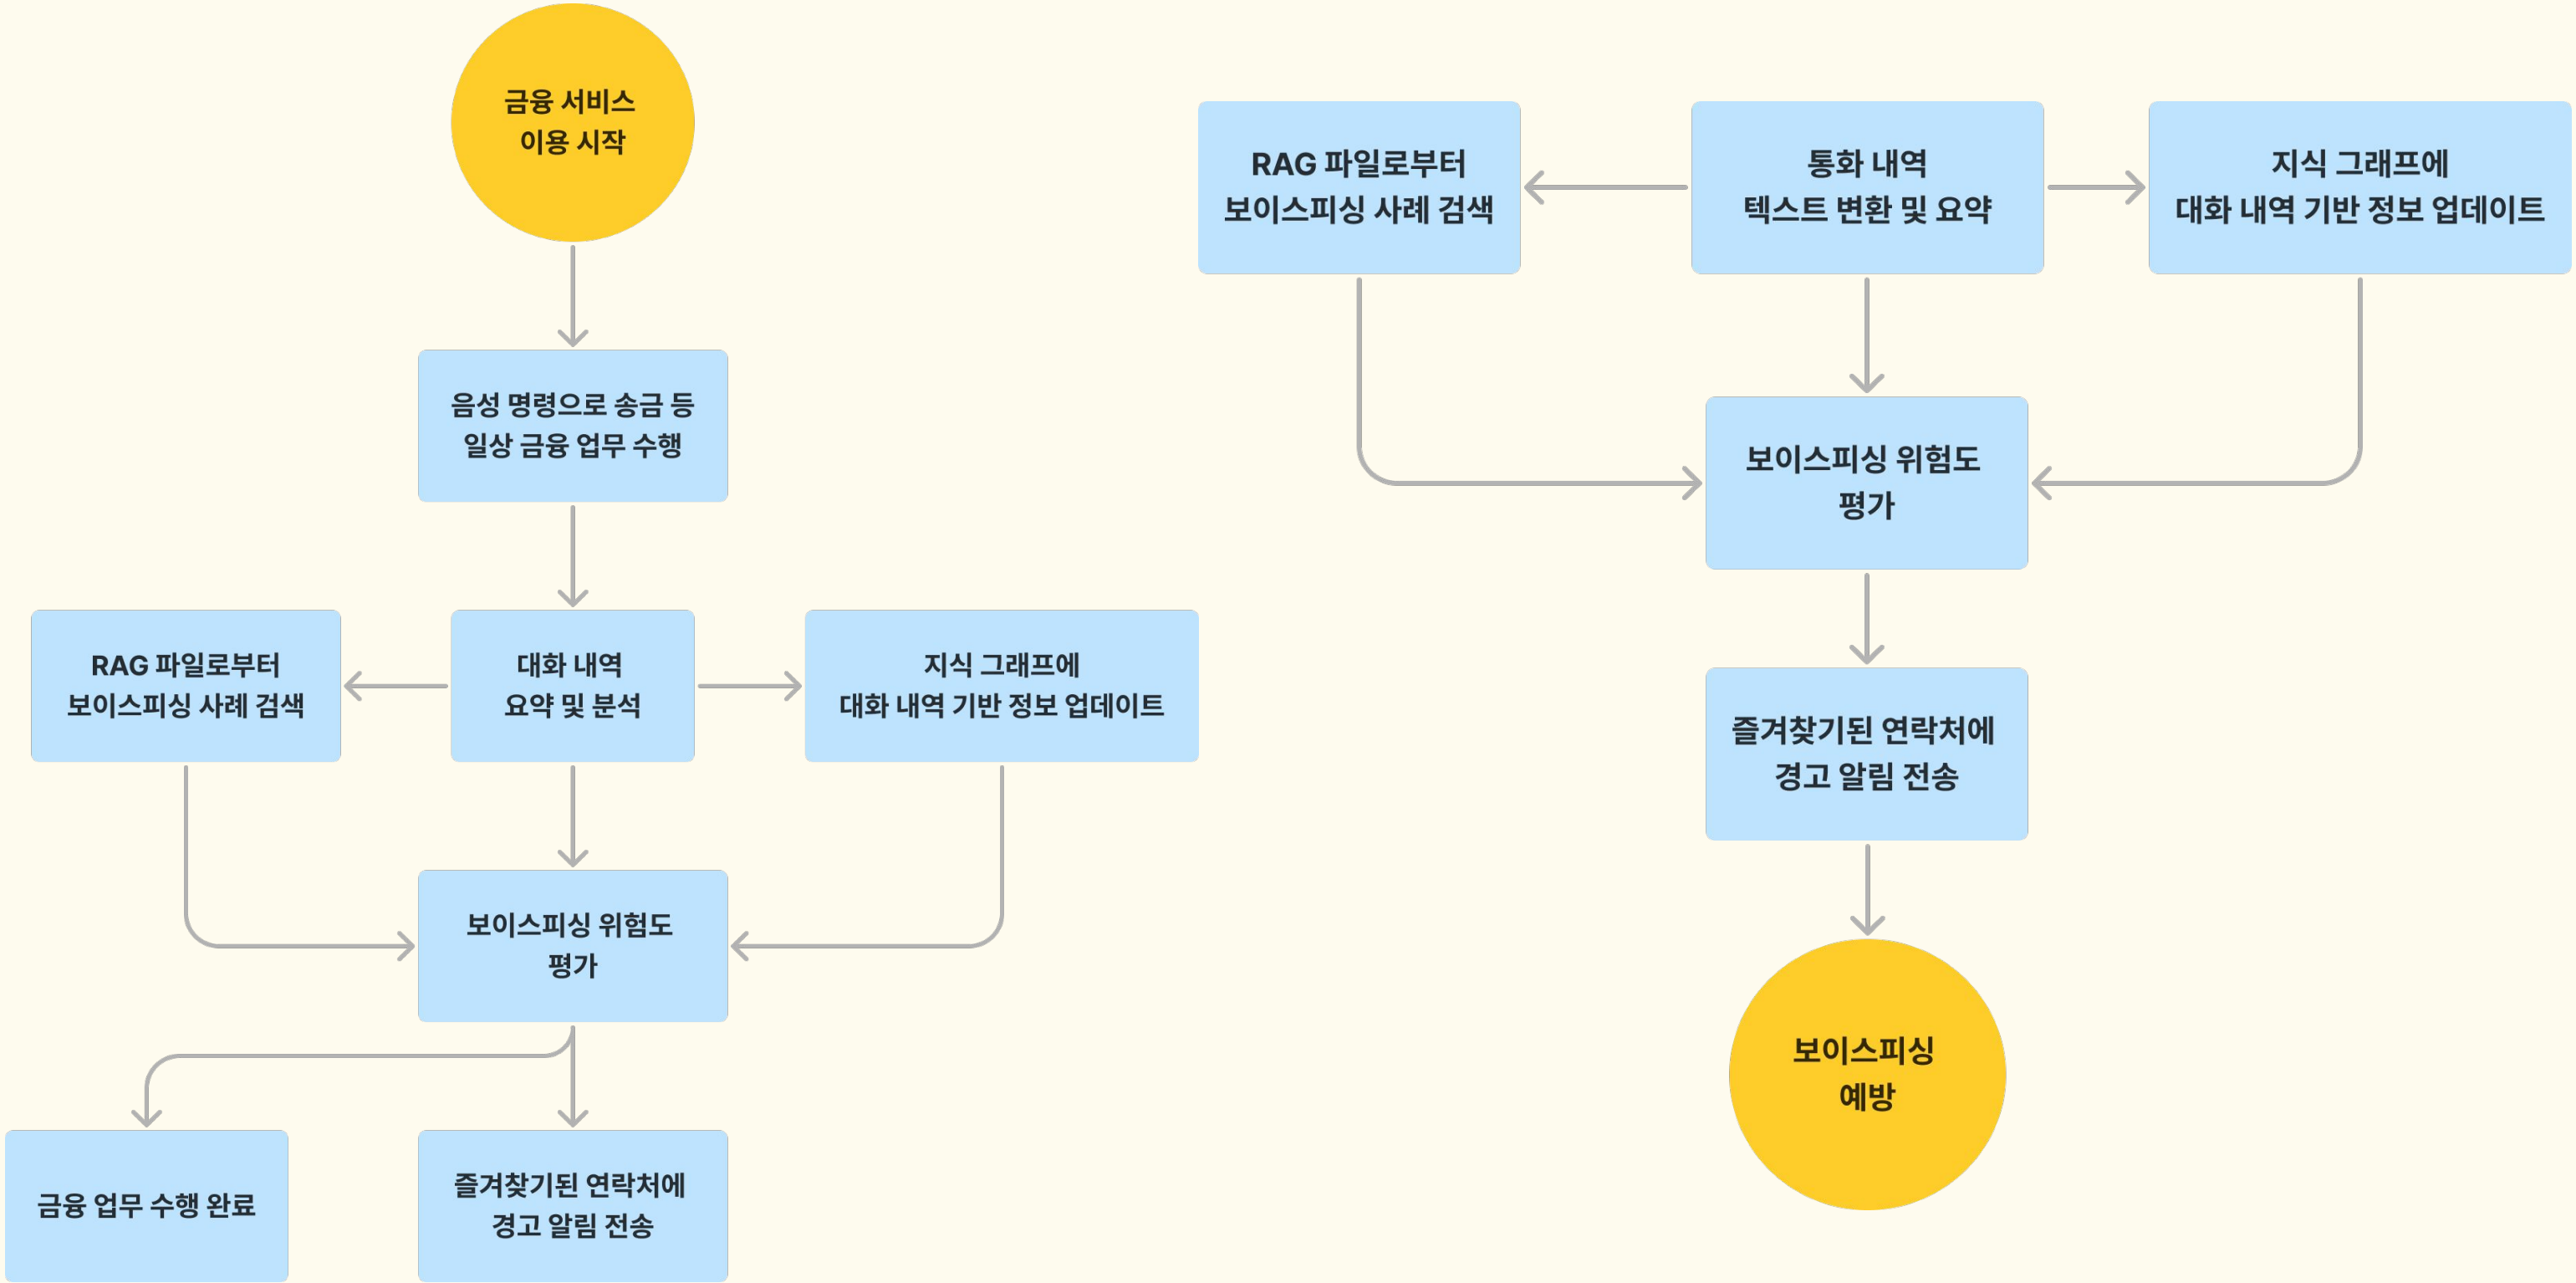 금융 서비스
이용 시작
음성 명령으로 송금 등
일상 금융 업무 수행
RAG 파일로부터
보이스피싱 사례 검색
대화 내역
요약 및 분석
지식 그래프에
대화 내역 기반 정보 업데이트
보이스피싱 위험도
평가
금융 업무 수행 완료
즐겨찾기된 연락처에
경고 알림 전송
RAG 파일로부터
보이스피싱 사례 검색
통화 내역
텍스트 변환 및 요약
지식 그래프에
대화 내역 기반 정보 업데이트
보이스피싱 위험도
평가
즐겨찾기된 연락처에
경고 알림 전송
보이스피싱
예방